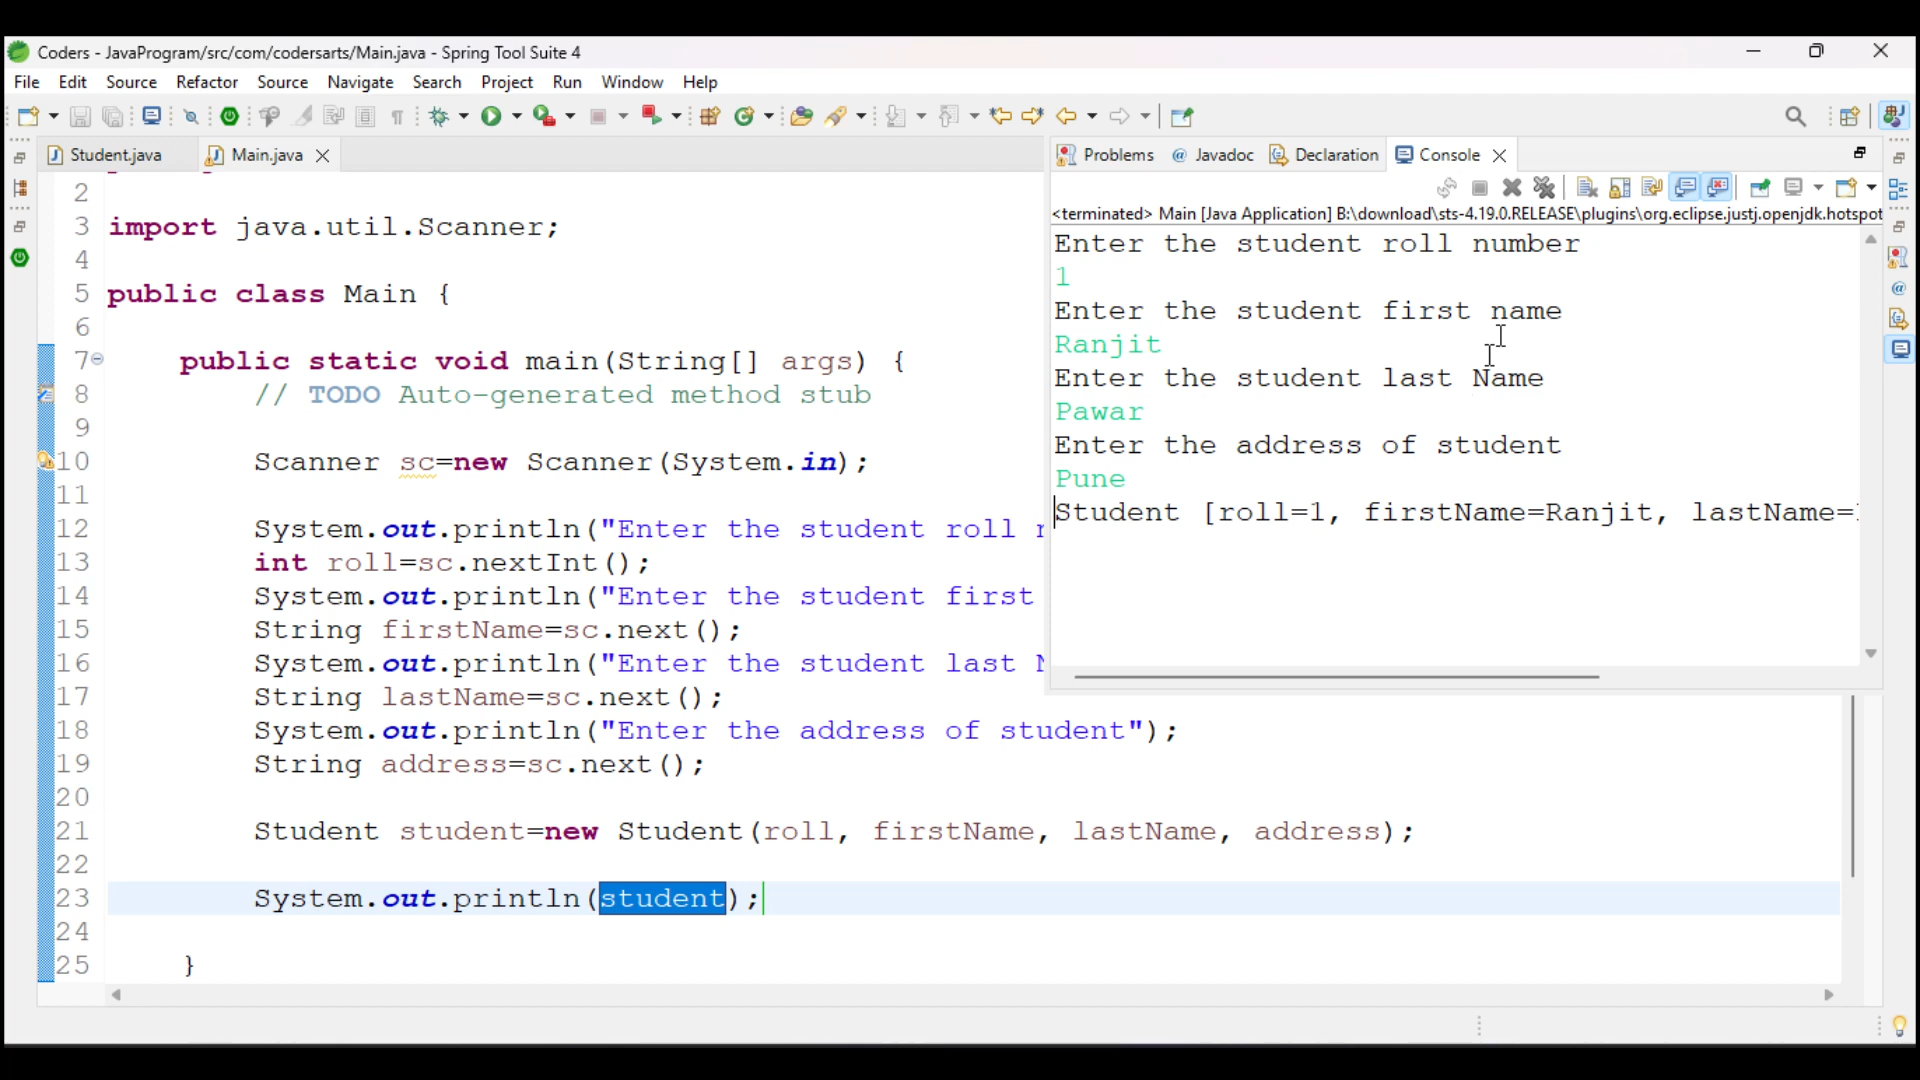 Coders - JavaProgram/src/com/codersarts/Main.java - Spring Tool Suite 4
File Edit Source Refactor Source Navigate Search Project Run Window Help
Student.java Main.java
2
3 import java.util.Scanner;
4
5 public class Main {
6
7 public static void main(String[] args) {
8 // TODO Auto-generated method stub
9
10 Scanner sc=new Scanner(System.in);
11
12 System.out.println("Enter the student roll
13 int roll=sc.nextInt();
14 System.out.println("Enter the student first
15 String firstName=sc.next();
16 System.out.println("Enter the student last
17 String lastName=sc.next();
18 System.out.println("Enter the address of student");
19 String address=sc.next();
20
21 Student student=new Student(roll, firstName, lastName, address);
22
23 System.out.println(student);
24
25 }
Problems Javadoc Declaration Console
<terminated> Main [Java Application] B:\download\sts-4.19.0.RELEASE\plugins\org.eclipse.justj.openjdk.hotspot
Enter the student roll number
1
Enter the student first name
Ranjit
Enter the student last Name
Pawar
Enter the address of student
Pune
Student [roll=1, firstName=Ranjit, lastName=